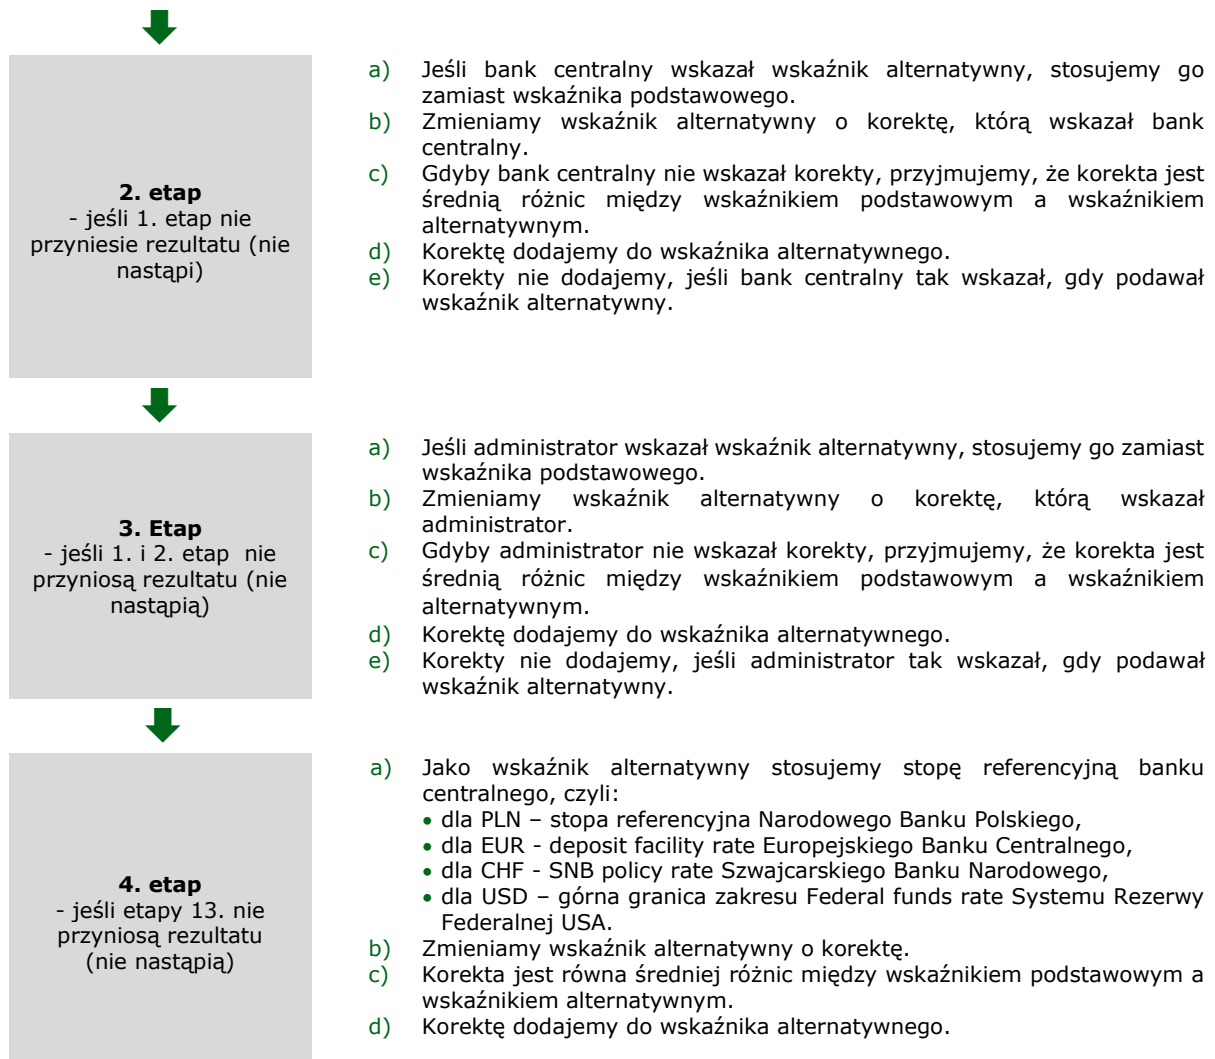 2. etap
- jeśli 1. etap nie
przyniesie rezultatu (nie
nastąpi)
a) Jeśli bank centralny wskazał wskaźnik alternatywny, stosujemy go
zamiast wskaźnika podstawowego.
b) Zmieniamy wskaźnik alternatywny o korektę, którą wskazał bank
centralny.
c) Gdyby bank centralny nie wskazał korekty, przyjmujemy, że korekta jest
średnią różnic między wskaźnikiem podstawowym a wskaźnikiem
alternatywnym.
d) Korektę dodajemy do wskaźnika alternatywnego.
e) Korekty nie dodajemy, jeśli bank centralny tak wskazał, gdy podawał
wskaźnik alternatywny.
3. Etap
- jeśli 1. i 2. etap nie
przyniosą rezultatu (nie
nastąpią)
a) Jeśli administrator wskazał wskaźnik alternatywny, stosujemy go zamiast
wskaźnika podstawowego.
b) Zmieniamy wskaźnik alternatywny o korektę, którą wskazał
administrator.
c) Gdyby administrator nie wskazał korekty, przyjmujemy, że korekta jest
średnią różnic między wskaźnikiem podstawowym a wskaźnikiem
alternatywnym.
d) Korektę dodajemy do wskaźnika alternatywnego.
e) Korekty nie dodajemy, jeśli administrator tak wskazał, gdy podawał
wskaźnik alternatywny.
4. etap
- jeśli etapy 13. nie
przyniosą rezultatu
(nie nastąpią)
a) Jako wskaźnik alternatywny stosujemy stopę referencyjną banku
centralnego, czyli:
• dla PLN – stopa referencyjna Narodowego Banku Polskiego,
• dla EUR - deposit facility rate Europejskiego Banku Centralnego,
• dla CHF - SNB policy rate Szwajcarskiego Banku Narodowego,
• dla USD – górna granica zakresu Federal funds rate Systemu Rezerwy
Federalnej USA.
b) Zmieniamy wskaźnik alternatywny o korektę.
c) Korekta jest równa średniej różnic między wskaźnikiem podstawowym a
wskaźnikiem alternatywnym.
d) Korektę dodajemy do wskaźnika alternatywnego.